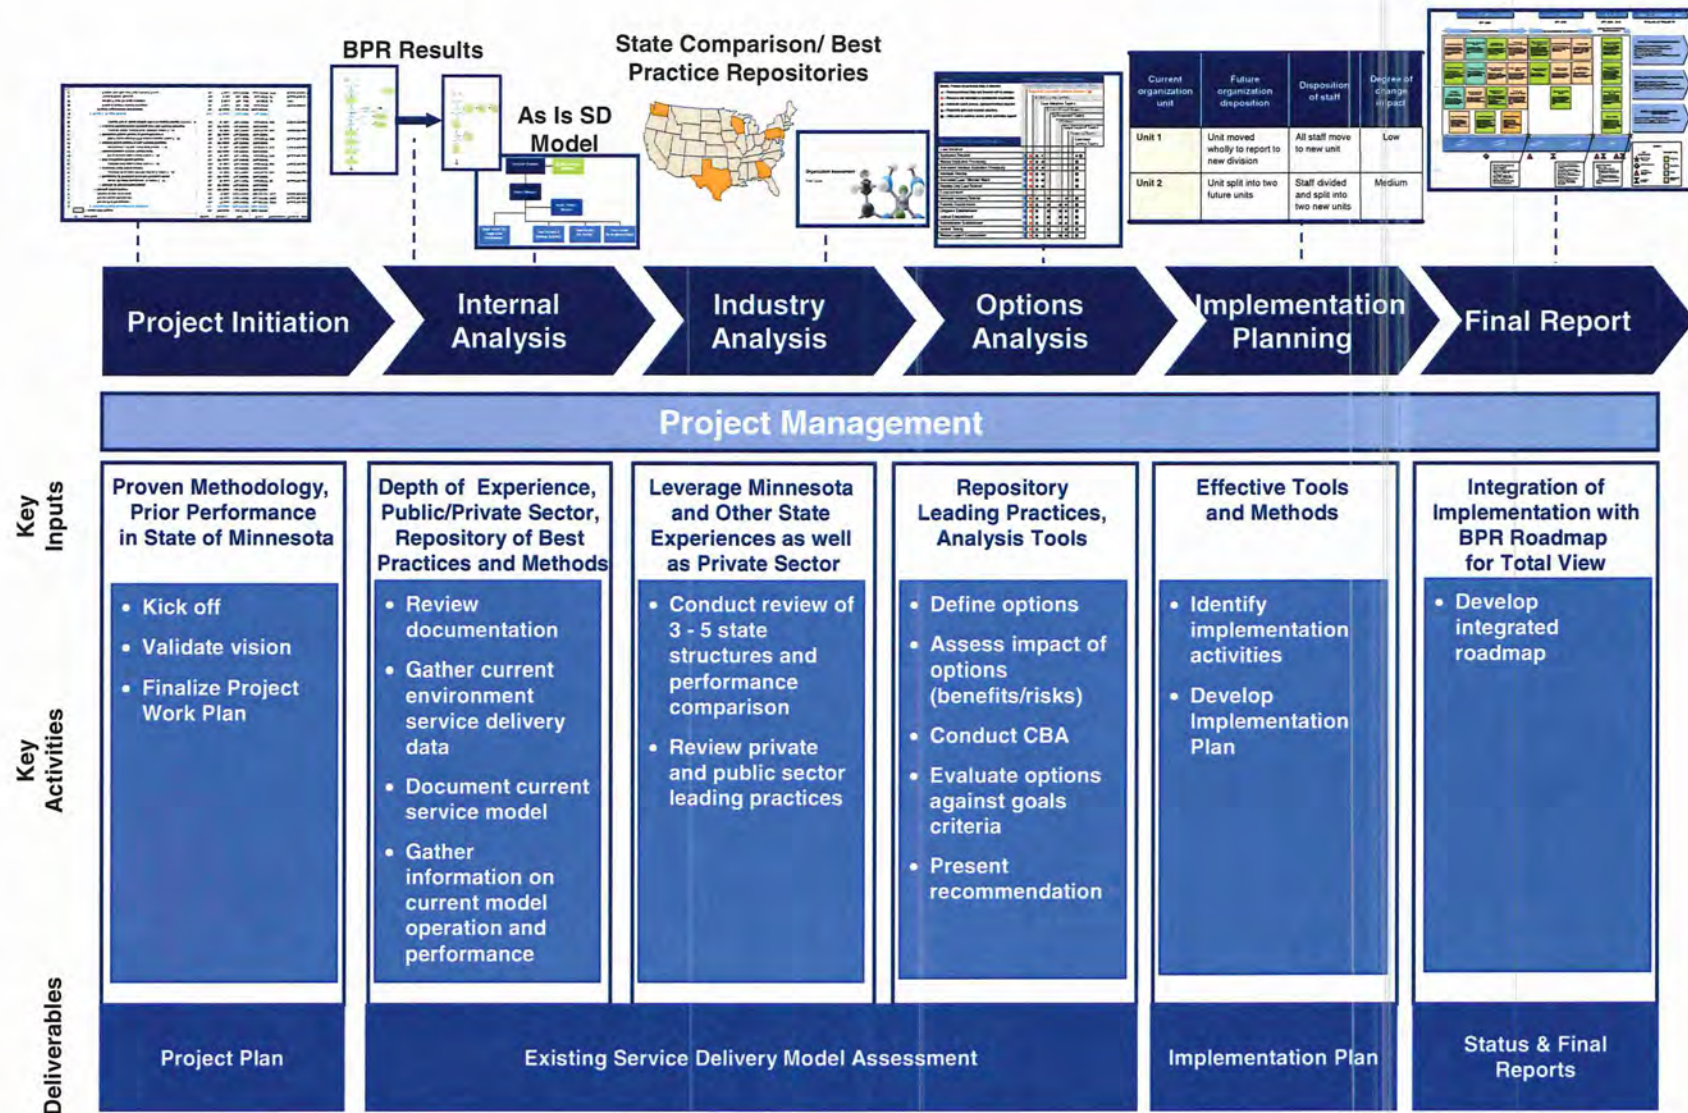 BPR Results
As Is SD
Model
State Comparison/ Best
Practice Repositories
Organization Assessment
Current
organization
unit
Future
organization
disposition
Disposition
of staff
Degree of
change
impact
Unit 1
Unit moved
wholly to report to
new division
All staff move
to new unit
Low
Unit 2
Unit split into two
future units
Staff divided
and split into
two new units
Medium
Project Initiation
Internal
Analysis
Industry
Analysis
Options
Analysis
Implementation
Planning
Final Report
Project Management
Key
Inputs
Proven Methodology,
Prior Performance
in State of Minnesota
Depth of Experience,
Public/Private Sector,
Repository of Best
Practices and Methods
Leverage Minnesota
and Other State
Experiences as well
as Private Sector
Repository
Leading Practices,
Analysis Tools
Effective Tools
and Methods
Integration of
Implementation with
BPR Roadmap
for Total View
Key
Activities
• Kick off
• Validate vision
• Finalize Project
Work Plan
• Review
documentation
• Gather current
environment
service delivery
data
• Document current
service model
• Gather
information on
current model
operation and
performance
• Conduct review of
3 - 5 state
structures and
performance
comparison
• Review private
and public sector
leading practices
• Define options
• Assess impact of
options
(benefits/risks)
• Conduct CBA
• Evaluate options
against goals
criteria
• Present
recommendation
• Identify
implementation
activities
• Develop
Implementation
Plan
• Develop
integrated
roadmap
Deliverables
Project Plan
Existing Service Delivery Model Assessment
Implementation Plan
Status & Final
Reports